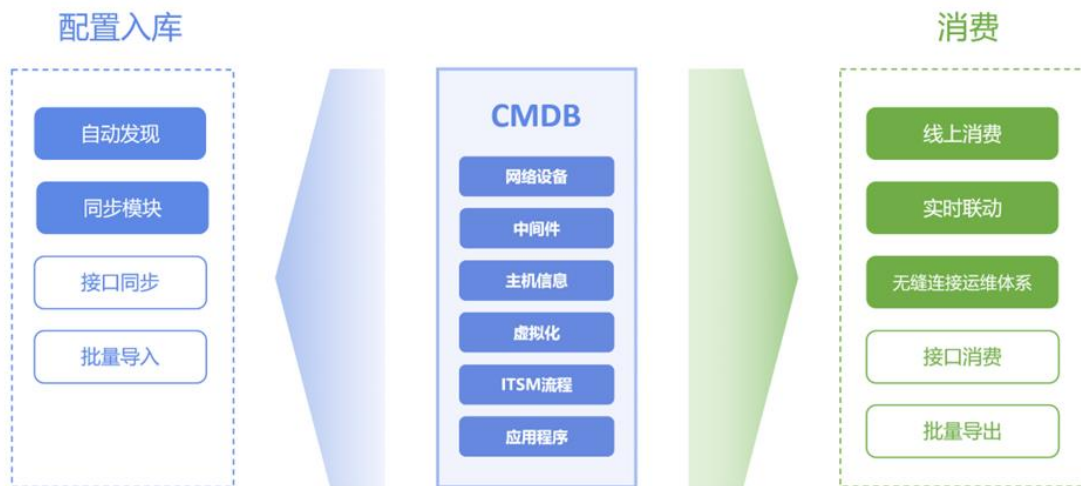 配置入库
自动发现
同步模块
接口同步
批量导入
CMDB
网络设备
中间件
主机信息
虚拟化
ITSM流程
应用程序
消费
线上消费
实时联动
无缝连接运维体系
接口消费
批量导出